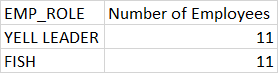 EMP_ROLE Number of Employees
YELL LEADER 11
FISH 11